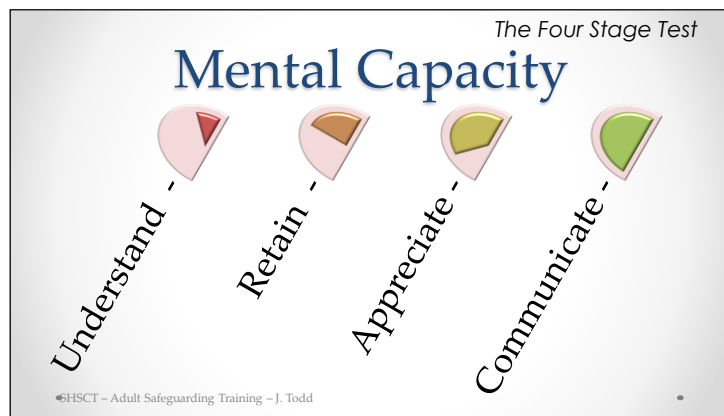 The Four Stage Test
Mental Capacity
Understand -
Retain -
Appreciate -
Communicate -
SHSCT – Adult Safeguarding Training – J. Todd